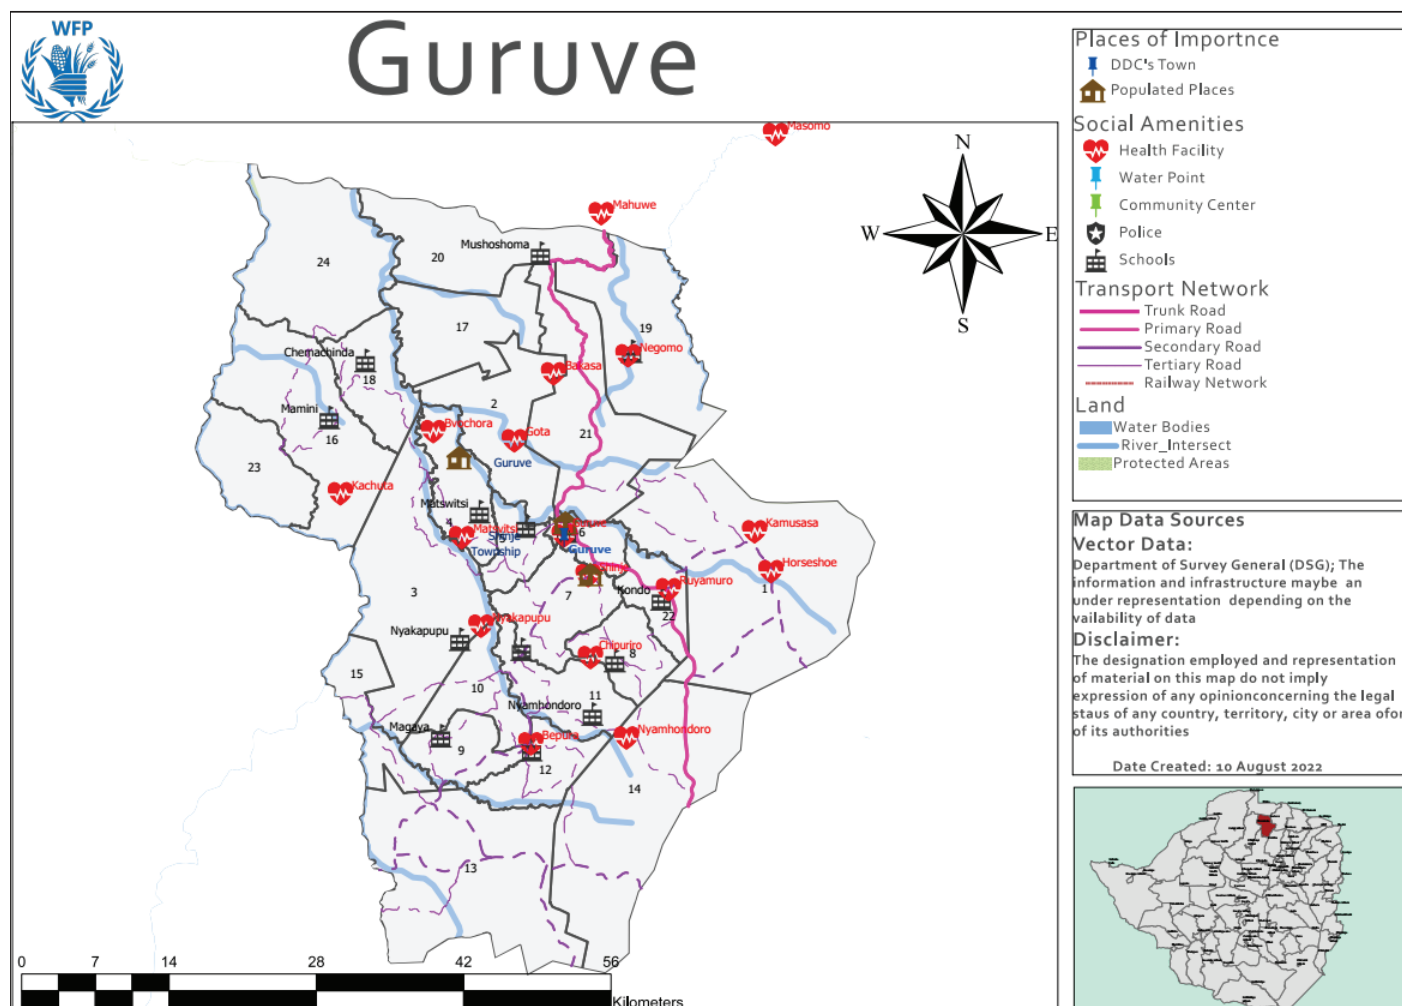 WFP
Guruve
Masomo
N
W
E
S
Mahuwe
Mushoshoma
24
20
17
19
Negomo
Chemachinda
18
Bakasa
2
Mamini
16
Bvochora
Gota
21
23
Guruve
Kachuta
Matswitsi
4
Matsvitsi
Township
Guruve
6
Kamusasa
Horseshoe
1
3
7
Kondo
Ruyamuro
22
Nyakapupu
Nyakapupu
Chipuriro
8
15
10
11
Nyamhondoro
Nyamhondoro
Magaya
9
Bepura
12
14
13
0 7 14 28 42 56
Kilometers
Places of Importnce
DDC's Town
Populated Places
Social Amenities
Health Facility
Water Point
Community Center
Police
Schools
Transport Network
Trunk Road
Primary Road
Secondary Road
Tertiary Road
Railway Network
Land
Water Bodies
River_Intersect
Protected Areas
Map Data Sources
Vector Data:
Department of Survey General (DSG); The
information and infrastructure maybe an
under representation depending on the
vailability of data
Disclaimer:
The designation employed and representation
of material on this map do not imply
expression of any opinionconcerning the legal
staus of any country, territory, city or area ofor
of its authorities
Date Created: 10 August 2022